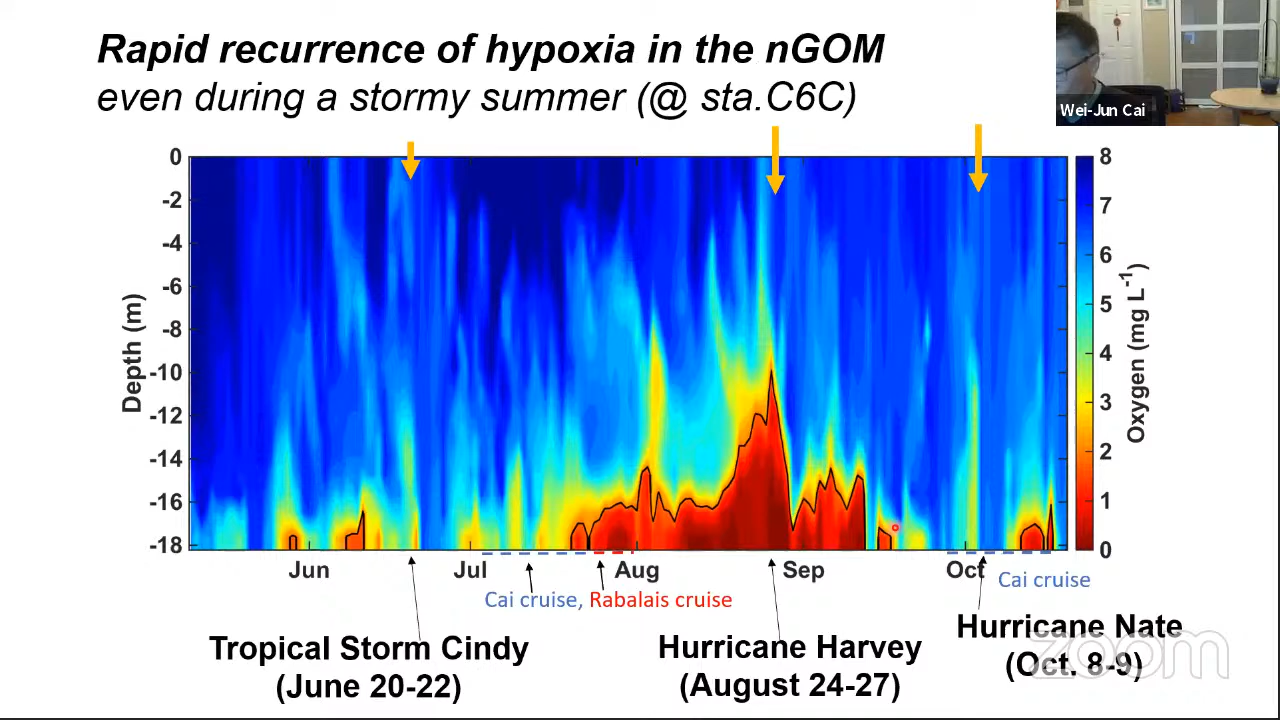 Rapid recurrence of hypoxia in the nGOM
even during a stormy summer (@ sta.C6C)
Wei-Jun Cai
0
-2
-4
-6
-8
-10
-12
-14
-16
-18
Depth (m)
8
7
6
5
4
3
2
1
0
Oxygen (mg L-1)
Jun Jul Aug Sep Oct
Cai cruise, Rabalais cruise
Cai cruise
Tropical Storm Cindy
(June 20-22)
Hurricane Harvey
(August 24-27)
Hurricane Nate
(Oct. 8-9)
zoom